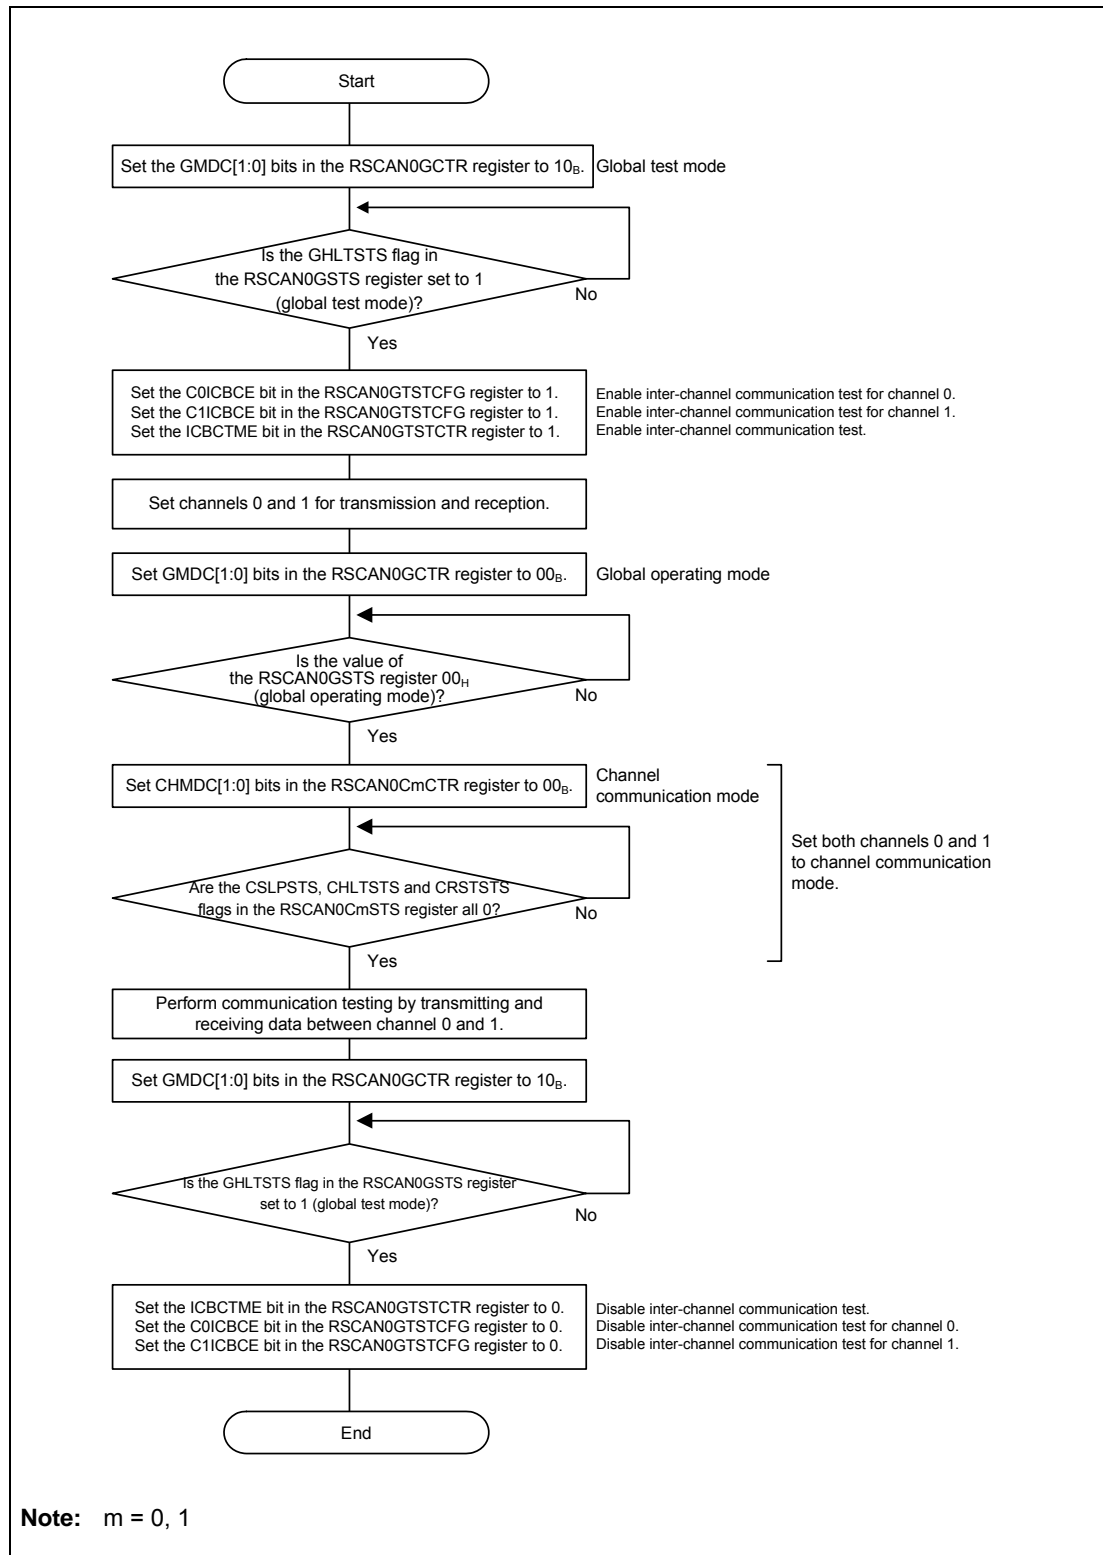 Start
Set the GMDC[1:0] bits in the RSCAN0GCTR register to 10B.
Global test mode
Is the GHLTSTS flag in
the RSCAN0GSTS register set to 1
(global test mode)?
No
Yes
Set the C0ICBCE bit in the RSCAN0GTSTCFG register to 1.
Set the C1ICBCE bit in the RSCAN0GTSTCFG register to 1.
Set the ICBCTME bit in the RSCAN0GTSTCTR register to 1.
Enable inter-channel communication test for channel 0.
Enable inter-channel communication test for channel 1.
Enable inter-channel communication test.
Set channels 0 and 1 for transmission and reception.
Set GMDC[1:0] bits in the RSCAN0GCTR register to 00B.
Global operating mode
Is the value of
the RSCAN0GSTS register 00H
(global operating mode)?
No
Yes
Set CHMDC[1:0] bits in the RSCAN0CmCTR register to 00B.
Channel
communication mode
Are the CSLPSTS, CHLTSTS and CRSTSTS
flags in the RSCAN0CmSTS register all 0?
No
Yes
Set both channels 0 and 1
to channel communication
mode.
Perform communication testing by transmitting and
receiving data between channel 0 and 1.
Set GMDC[1:0] bits in the RSCAN0GCTR register to 10B.
Is the GHLTSTS flag in the RSCAN0GSTS register
set to 1 (global test mode)?
No
Yes
Set the ICBCTME bit in the RSCAN0GTSTCTR register to 0.
Set the C0ICBCE bit in the RSCAN0GTSTCFG register to 0.
Set the C1ICBCE bit in the RSCAN0GTSTCFG register to 0.
Disable inter-channel communication test.
Disable inter-channel communication test for channel 0.
Disable inter-channel communication test for channel 1.
End
Note: m = 0, 1